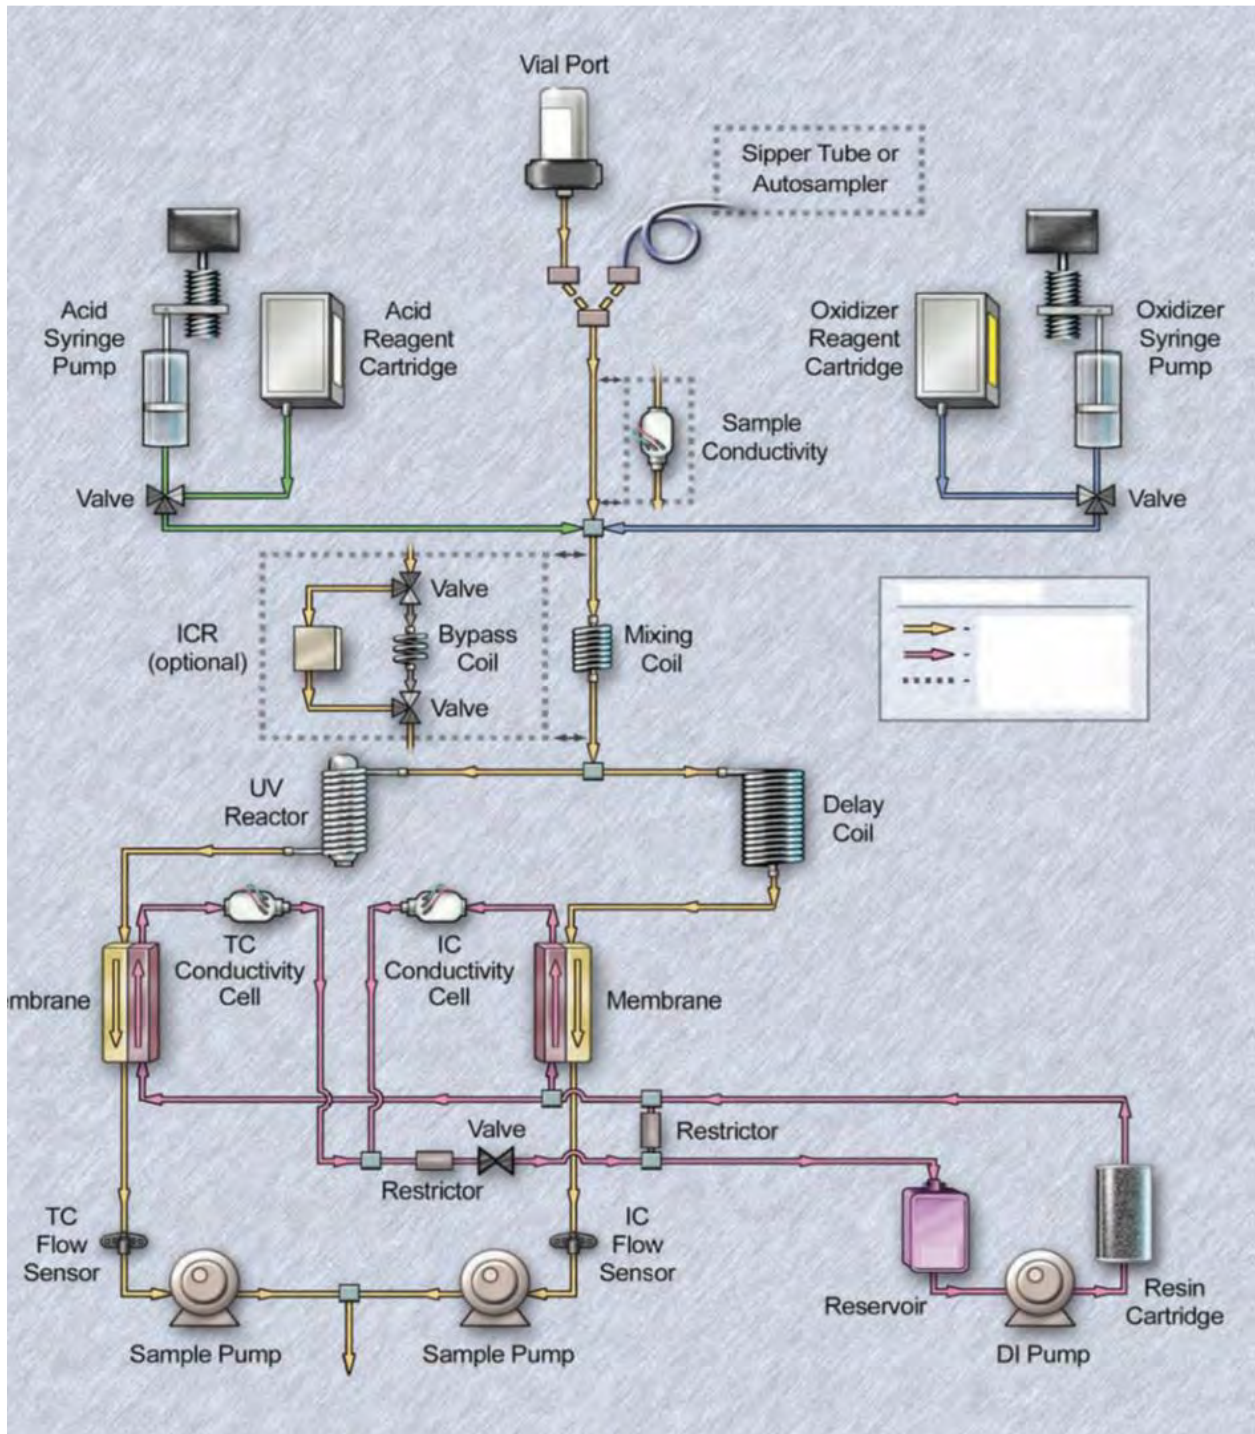 Vial Port
Sipper Tube or
Autosampler
Acid
Syringe
Pump
Acid
Reagent
Cartridge
Oxidizer
Reagent
Cartridge
Oxidizer
Syringe
Pump
Sample
Conductivity
Valve
Valve
Valve
ICR
(optional)
Bypass
Coil
Mixing
Coil
Valve
-
-
-
UV
Reactor
Delay
Coil
TC
Conductivity
Cell
IC
Conductivity
Cell
mbrane
Membrane
Valve
Restrictor
Restrictor
TC
Flow
Sensor
IC
Flow
Sensor
Reservoir
Resin
Cartridge
Sample Pump
Sample Pump
DI Pump